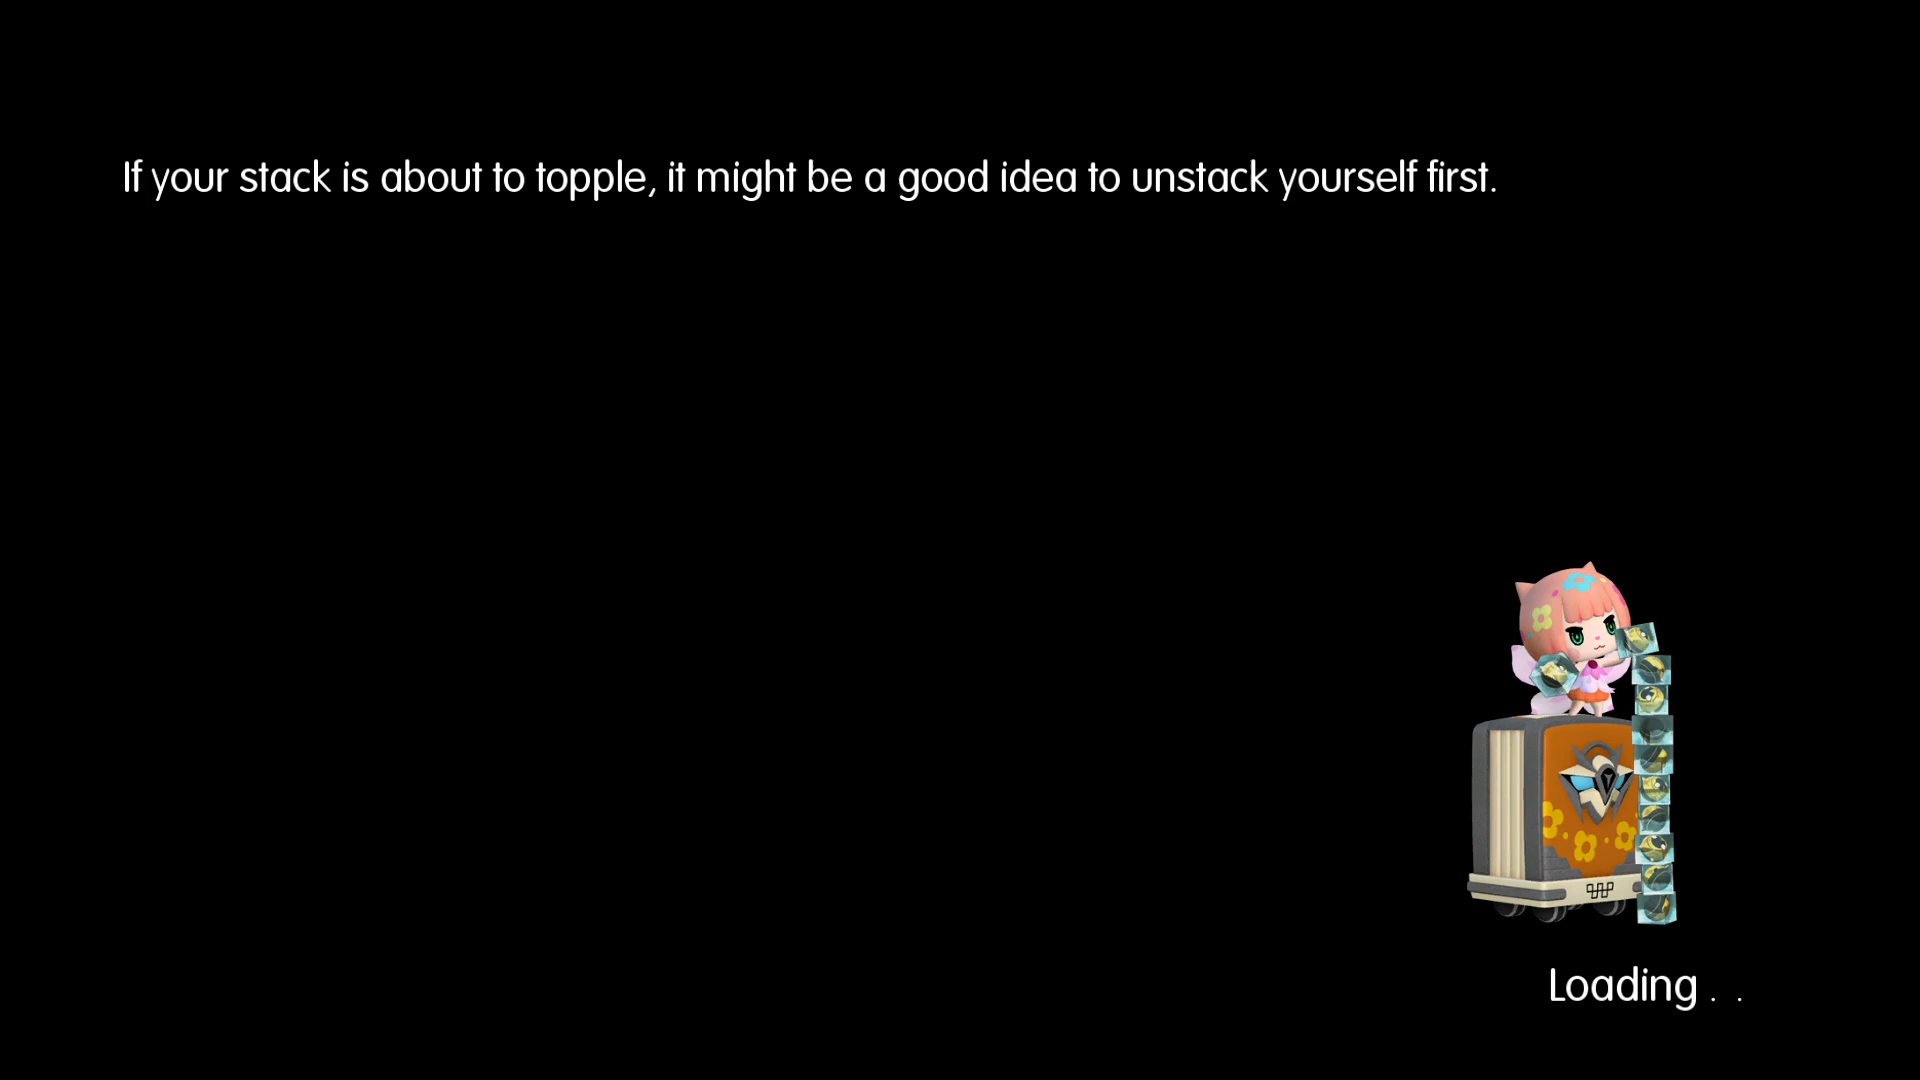 If your stack is about to topple, it might be a good idea to unstack yourself first.
Loading . .